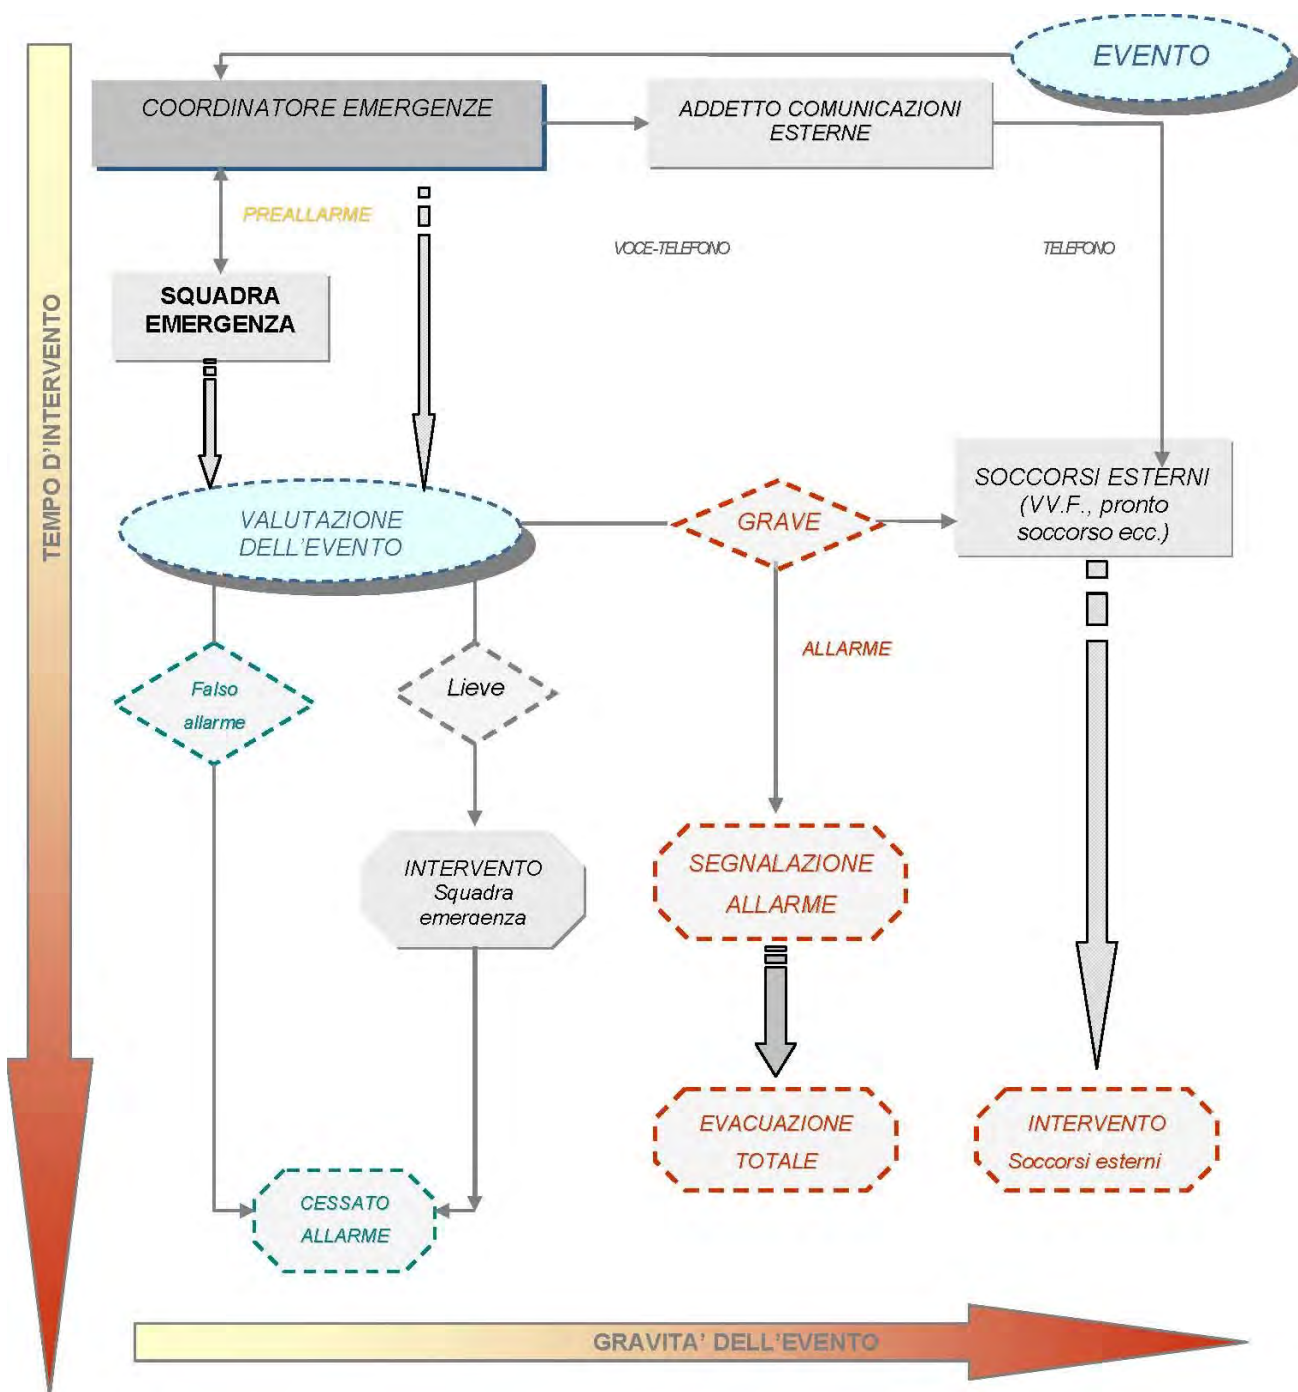 EVENTO
COORDINATORE EMERGENZE
ADDETTO COMUNICAZIONI
ESTERNE
PREALLARME
VOCE-TELEFONO
TELEFONO
SQUADRA
EMERGENZA
TEMPO D'INTERVENTO
VALUTAZIONE
DELL'EVENTO
GRAVE
SOCCORSI ESTERNI
(VV.F., pronto
soccorso ecc.)
ALLARME
Falso
allarme
Lieve
INTERVENTO
Squadra
emergenza
SEGNALAZIONE
ALLARME
EVACUAZIONE
TOTALE
INTERVENTO
Soccorsi esterni
CESSATO
ALLARME
GRAVITA' DELL'EVENTO